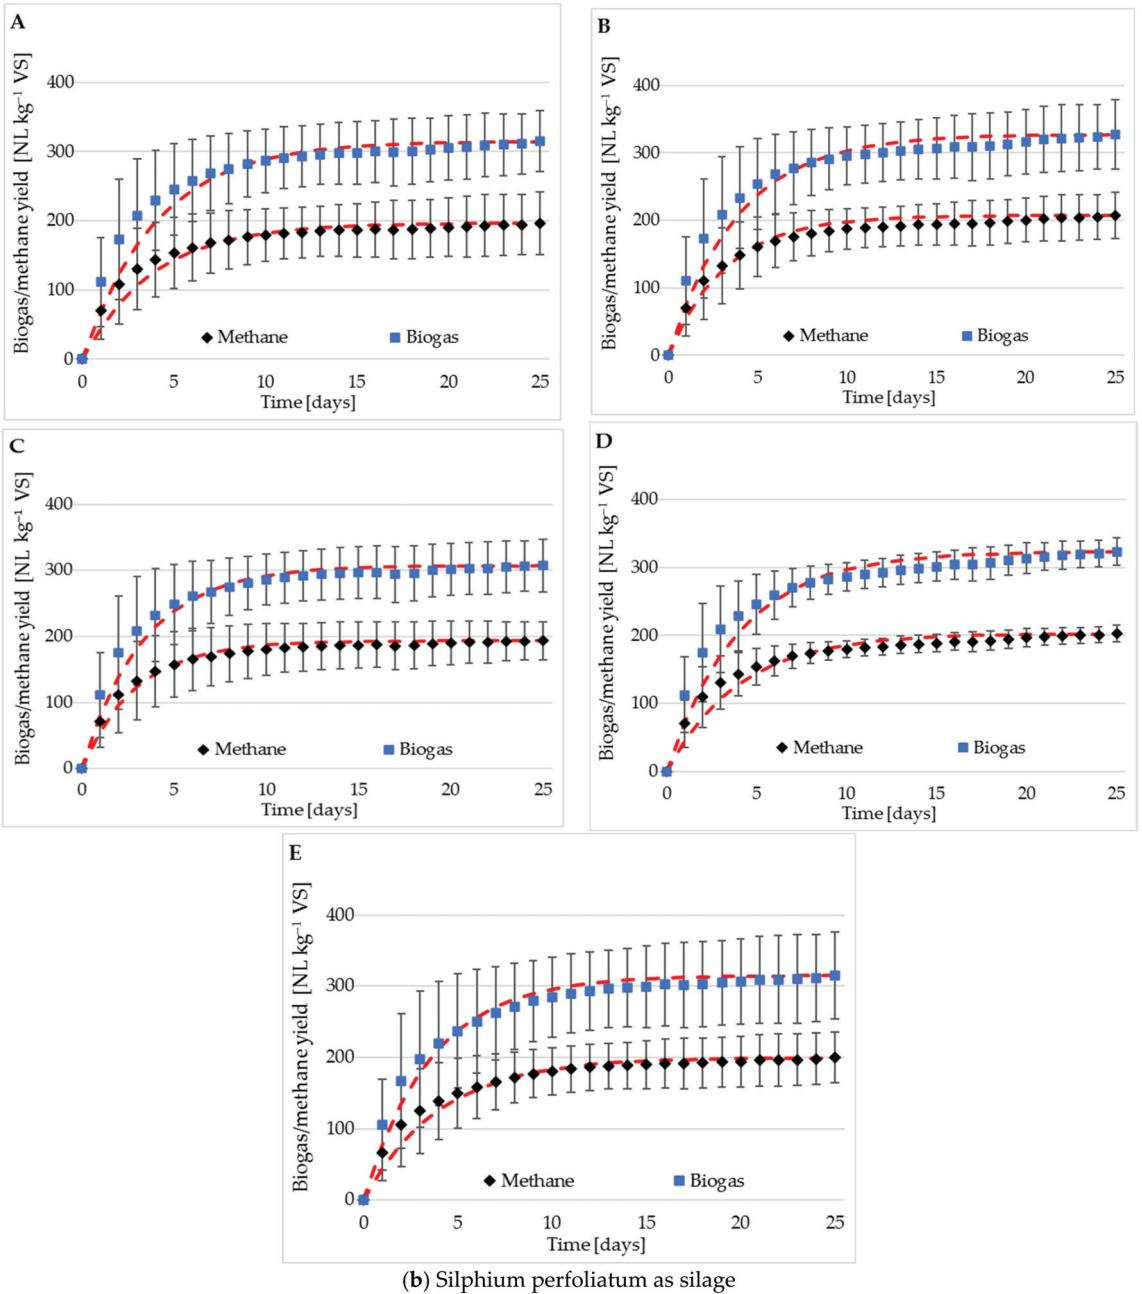 A
Biogas/methane yield [NL kg⁻¹ VS]
400
300
200
100
0
Methane
Biogas
0 5 10 15 20 25
Time [days]
B
Biogas/methane yield [NL kg⁻¹ VS]
400
300
200
100
0
Methane
Biogas
0 5 10 15 20 25
Time [days]
C
Biogas/methane yield [NL kg⁻¹ VS]
400
300
200
100
0
Methane
Biogas
0 5 10 15 20 25
Time [days]
D
Biogas/methane yield [NL kg⁻¹ VS]
400
300
200
100
0
Methane
Biogas
0 5 10 15 20 25
Time [days]
E
Biogas/methane yield [NL kg⁻¹ VS]
400
300
200
100
0
Methane
Biogas
0 5 10 15 20 25
Time [days]
(b) Silphium perfoliatum as silage